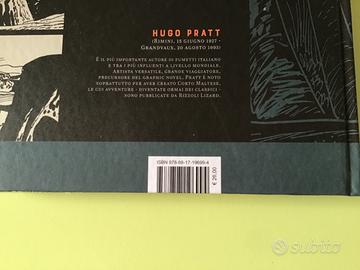 HUGO PRATT
(RIMINI, 15 GIUGNO 1927 -
GRANDVAUX, 20 AGOSTO 1995)
È IL PIÙ IMPORTANTE AUTORE DI FUMETTI ITALIANO
E TRA I PIÙ INFLUENTI A LIVELLO MONDIALE.
ARTISTA VERSATILE, GRANDE VIAGGIATORE,
PRECURSORE DEL GRAPHIC NOVEL, PRATT È NOTO
SOPRATTUTTO PER AVER CREATO CORTO MALTESE,
LE CUI AVVENTURE - DIVENTATE ORMAI DEI CLASSICI -
SONO PUBBLICATE DA RIZZOLI LIZARD.
ISBN 978-88-17-19699-4
€ 26,00
subito